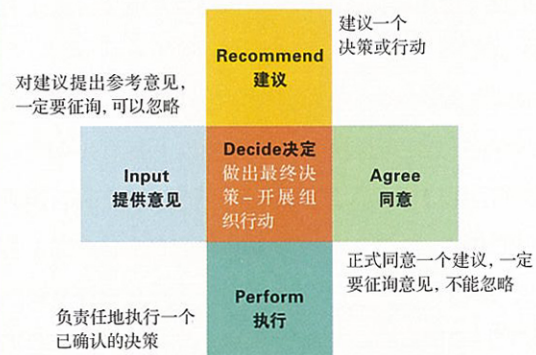 建议一个
决策或行动
Recommend
建议
对建议提出参考意见，
一定要征询，可以忽略
Input
提供意见
Decide决定
做出最终决
策–开展组
织行动
Agree
同意
正式同意一个建议，一定
要征询意见，不能忽略
Perform
执行
负责任地执行一个
已确认的决策